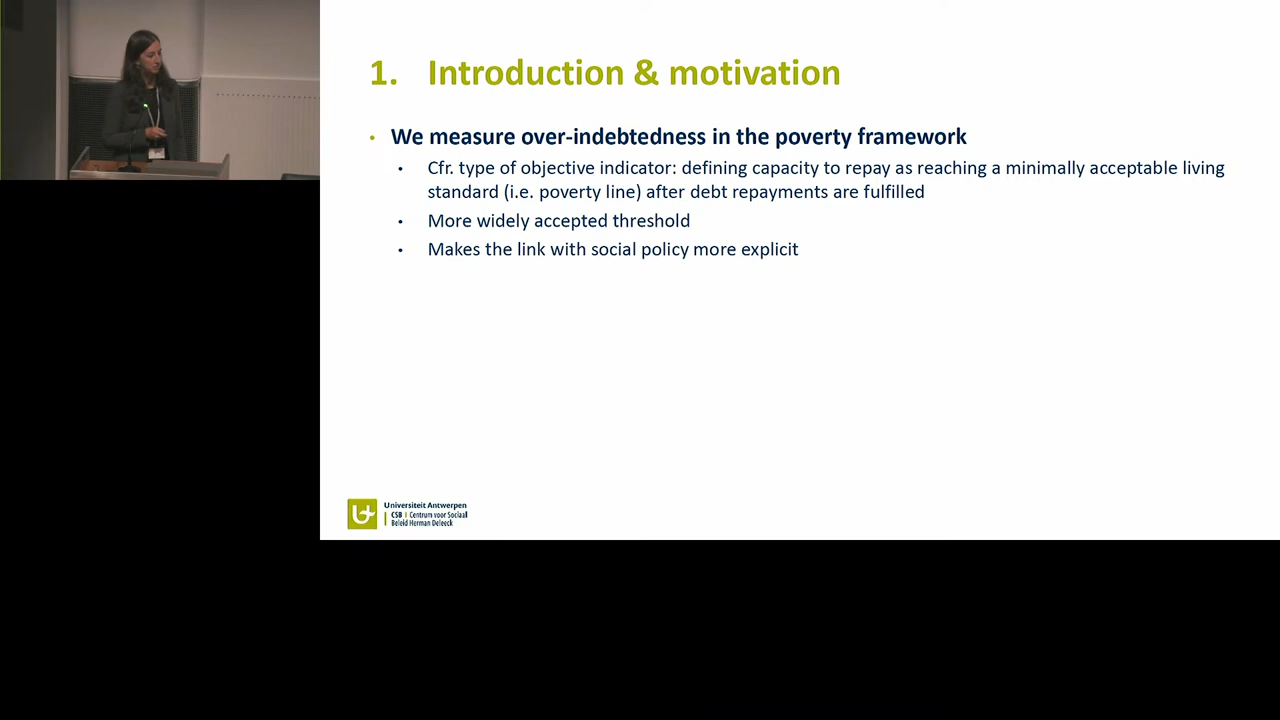 1. Introduction & motivation
• We measure over-indebtedness in the poverty framework
• Cfr. type of objective indicator: defining capacity to repay as reaching a minimally acceptable living
standard (i.e. poverty line) after debt repayments are fulfilled
• More widely accepted threshold
• Makes the link with social policy more explicit
Universiteit Antwerpen
CSB | Centrum voor Sociaal
Beleid Herman Deleeck